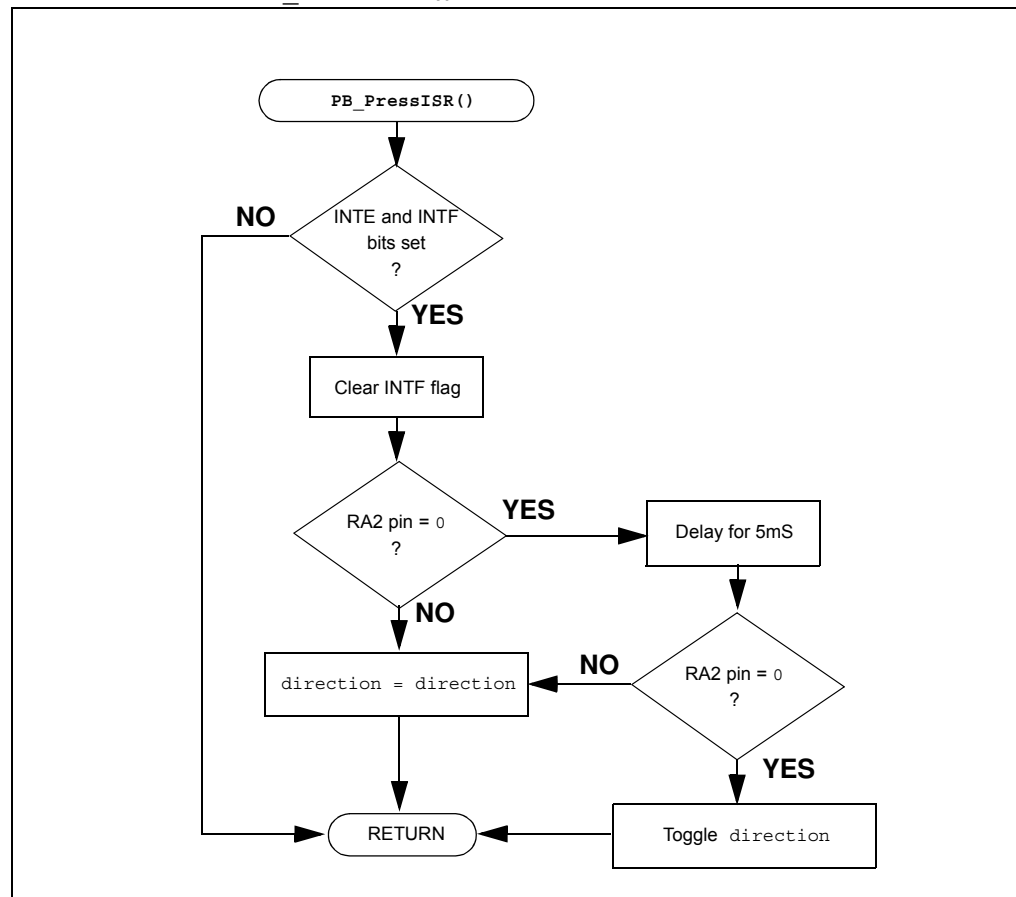 PB_PressISR()
NO
INTE and INTF
bits set
?
YES
Clear INTF flag
RA2 pin = 0
?
YES
Delay for 5mS
NO
direction = direction
NO
RA2 pin = 0
?
YES
RETURN
Toggle direction